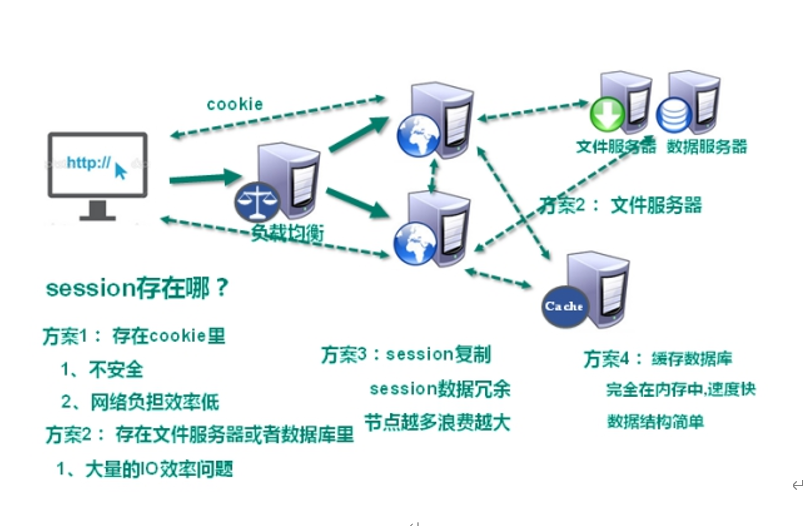 cookie
http://
文件服务器 数据服务器
方案2： 文件服务器
负载均衡
Cache
session存在哪？
方案1： 存在cookie里
1、不安全
2、网络负担效率低
方案2： 存在文件服务器或者数据库里
1、大量的IO效率问题
方案3：session复制
session数据冗余
节点越多浪费越大
方案4： 缓存数据库
完全在内存中,速度快
数据结构简单